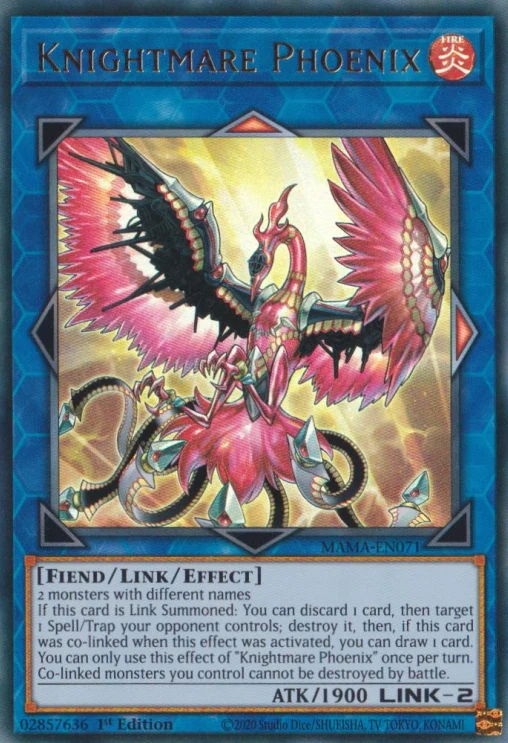 KNIGHTMARE PHOENIX
FIRE
炎
MAMA-EN071
[FIEND/LINK/EFFECT]
2 monsters with different names
If this card is Link Summoned: You can discard 1 card, then target
1 Spell/Trap your opponent controls; destroy it, then, if this card
was co-linked when this effect was activated, you can draw 1 card.
You can only use this effect of "Knightmare Phoenix" once per turn.
Co-linked monsters you control cannot be destroyed by battle.
ATK/1900 LINK-2
02857636 1st Edition ©2020 Studio Dice/SHUEISHA, TV TOKYO, KONAMI